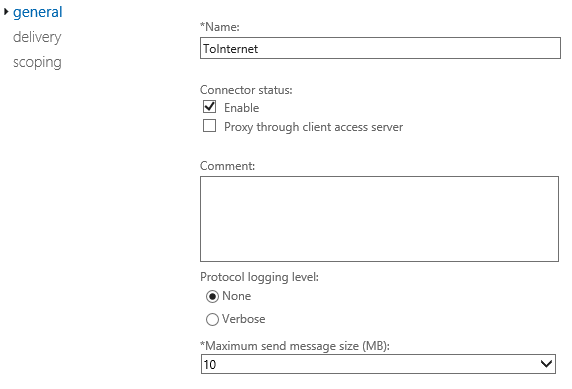 general
delivery
scoping
*Name:
ToInternet
Connector status:
Enable
Proxy through client access server
Comment:
Protocol logging level:
None
Verbose
*Maximum send message size (MB):
10